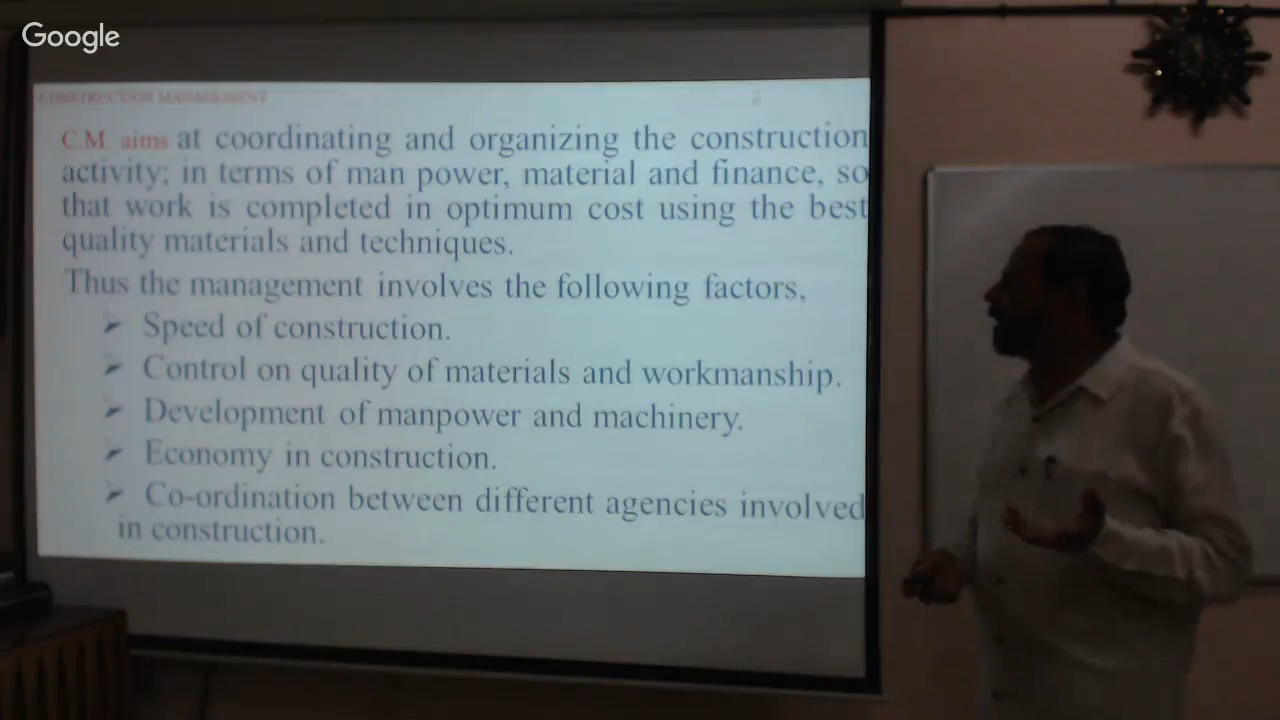 Google
CONSTRUCTION MANAGEMENT
C.M. aims at coordinating and organizing the construction
activity; in terms of man power, material and finance, so
that work is completed in optimum cost using the best
quality materials and techniques.
Thus the management involves the following factors,
➢ Speed of construction.
➢ Control on quality of materials and workmanship.
➢ Development of manpower and machinery.
➢ Economy in construction.
➢ Co-ordination between different agencies involved
in construction.